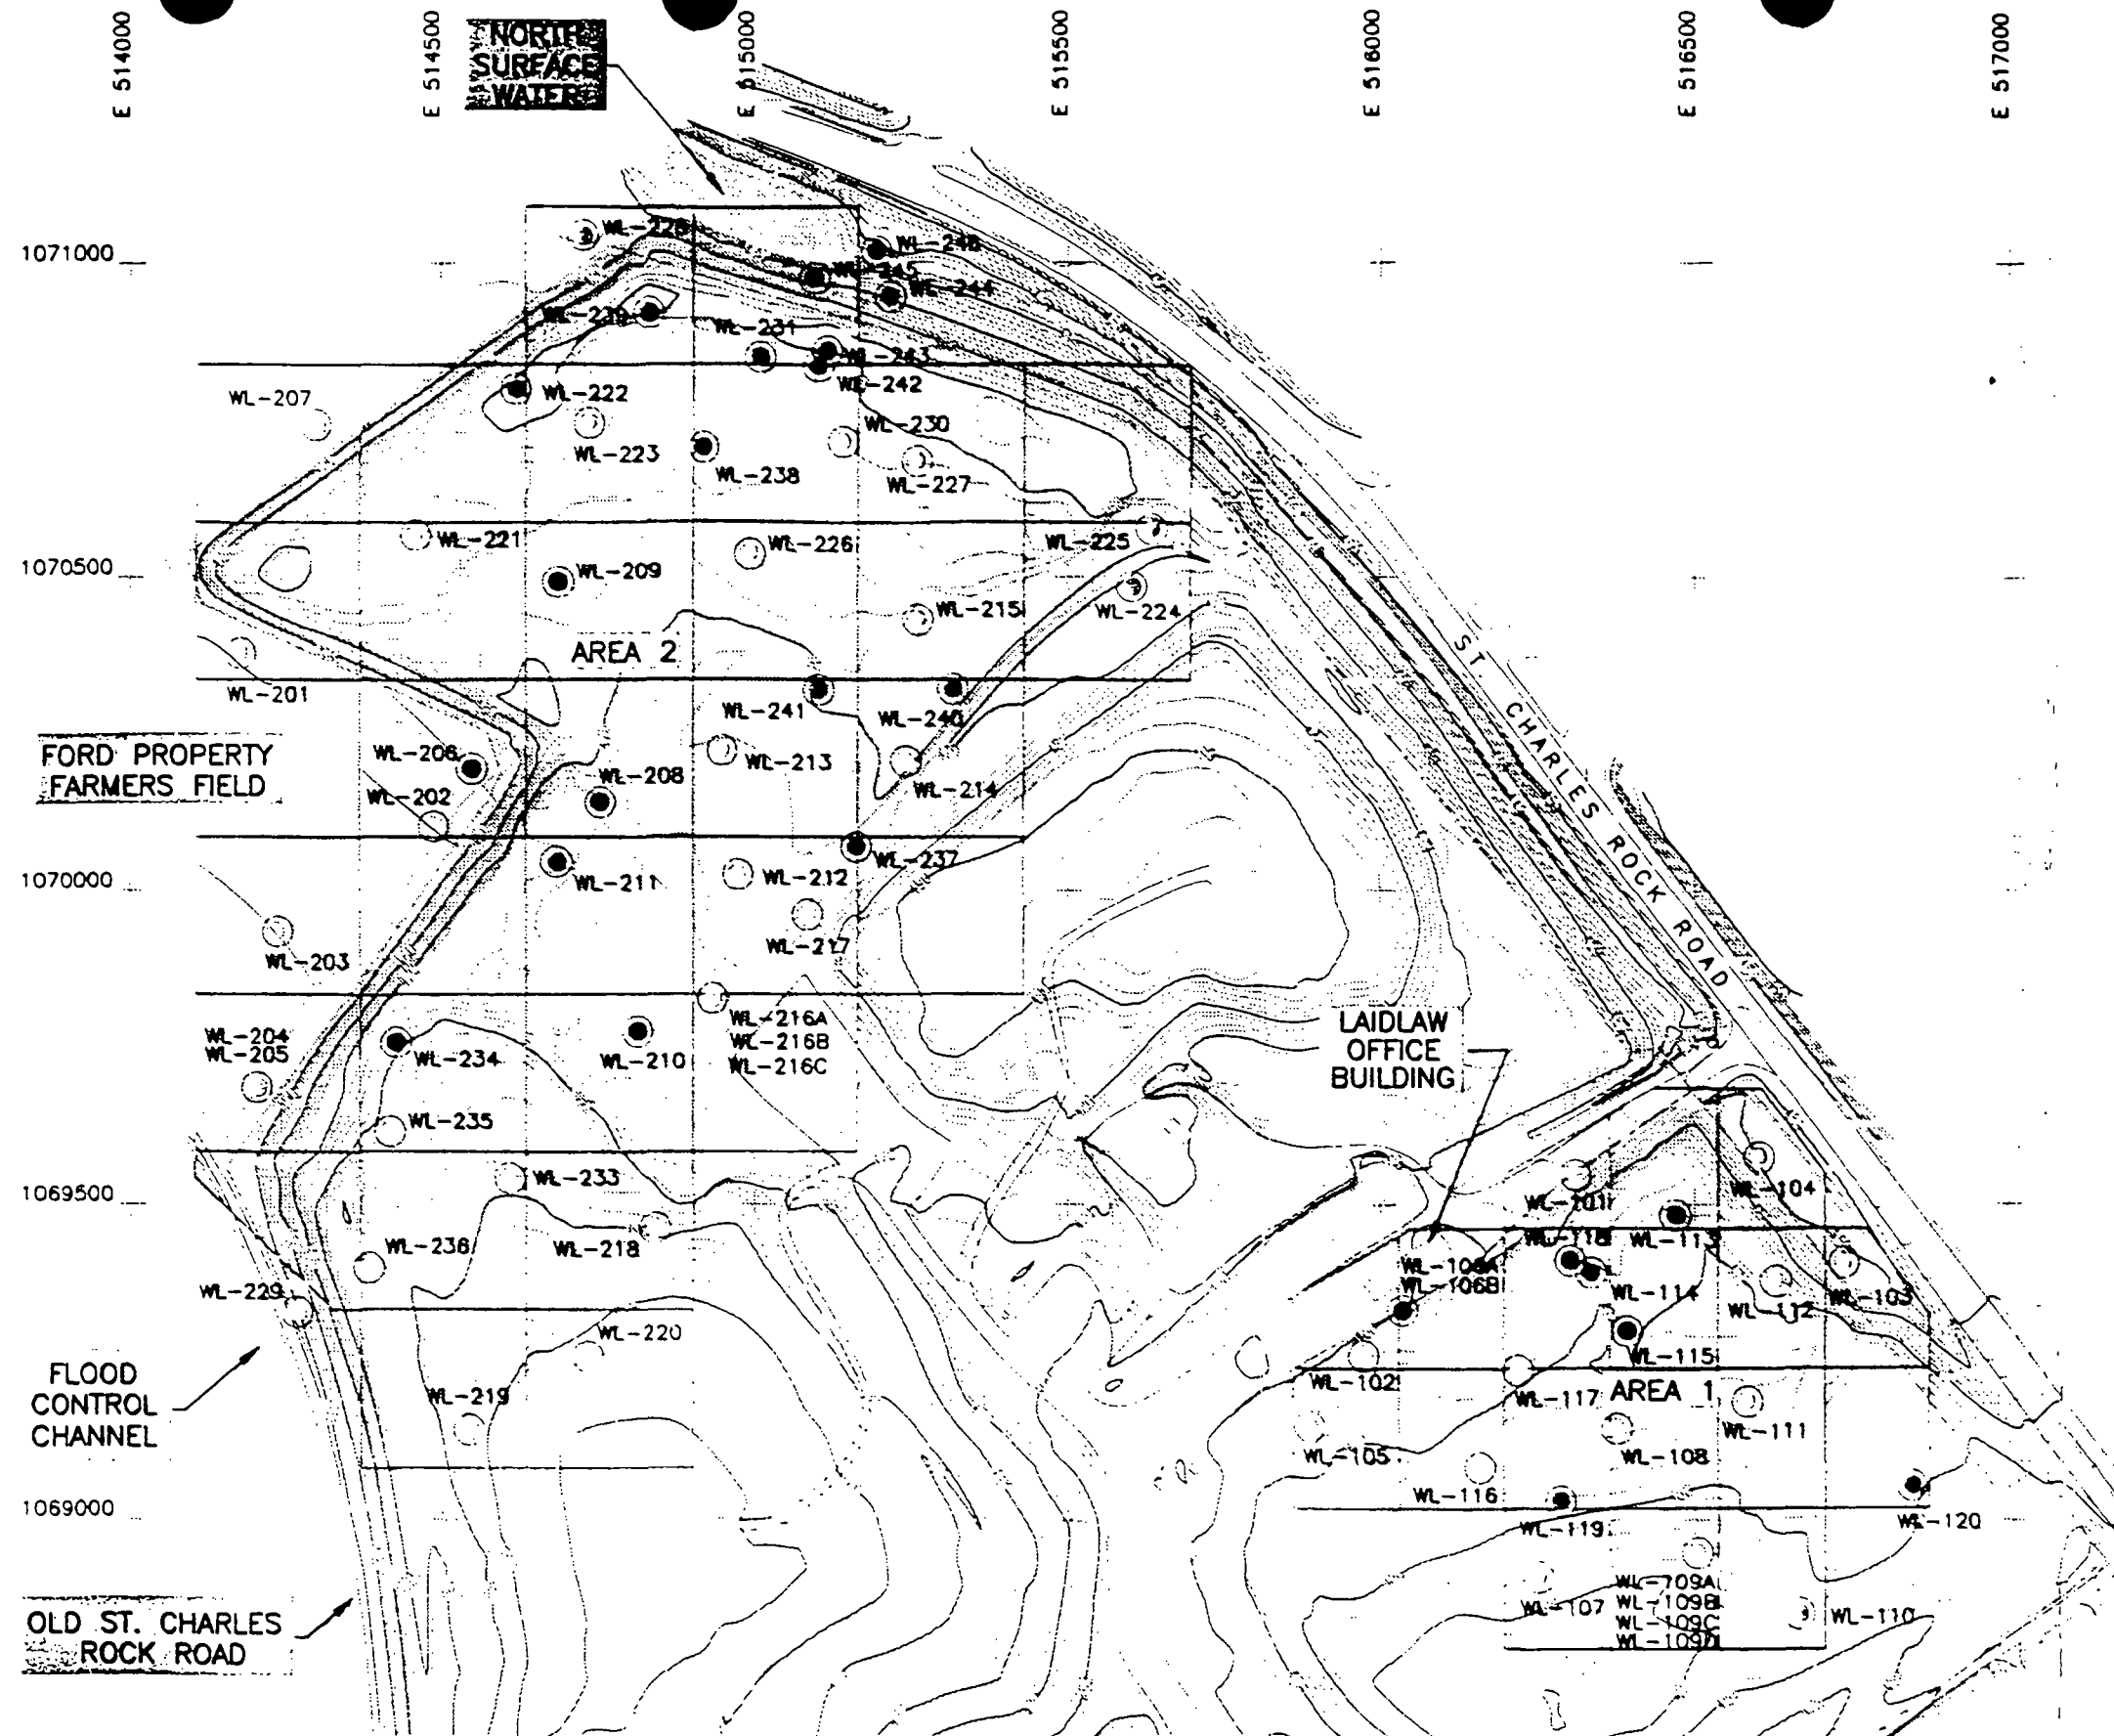 E 514000
E 514500
E 515000
E 515500
E 516000
E 516500
E 517000
NORTH
SURFACE
WATER
1071000
WL-246
WL-245
WL-244
WL-231
WL-243
WL-242
WL-207
WL-222
WL-230
WL-223
WL-238
WL-227
WL-221
WL-226
WL-225
1070500
WL-209
WL-215
WL-224
AREA 2
WL-201
WL-241
WL-240
FORD PROPERTY
FARMERS FIELD
WL-206
WL-213
WL-208
WL-202
WL-214
1070000
WL-211
WL-212
WL-237
WL-217
WL-203
ST CHARLES ROCK ROAD
WL-216A
WL-216B
WL-216C
WL-204
WL-205
WL-234
WL-210
LAIDLAW
OFFICE
BUILDING
WL-235
1069500
WL-233
WL-101
WL-104
WL-236
WL-218
WL-118
WL-113
WL-106A
WL-106B
WL-229
WL-114
WL-112
WL-103
WL-220
WL-115
FLOOD
CONTROL
CHANNEL
WL-219
WL-102
WL-117
AREA 1
WL-111
WL-105
WL-108
WL-116
1069000
WL-119
WL-120
WL-107
WL-109A
WL-109B
WL-109C
WL-109D
WL-110
OLD ST. CHARLES
ROCK ROAD